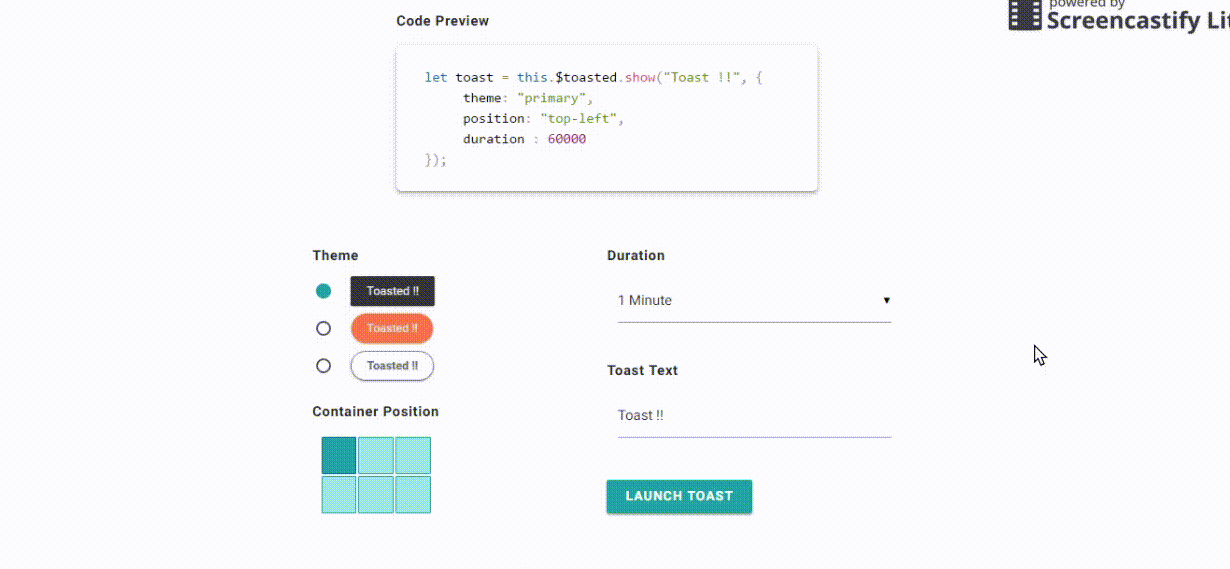 powered by
Screencastify Lit
Code Preview
let toast = this.$toasted.show("Toast !!", {
theme: "primary",
position: "top-left",
duration : 60000
});
Theme
Toasted !!
Toasted !!
Toasted !!
Container Position
Duration
1 Minute
Toast Text
Toast !!
LAUNCH TOAST